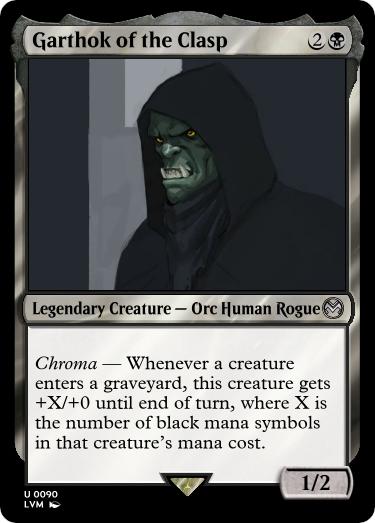 Garthok of the Clasp 2
Legendary Creature — Orc Human Rogue
Chroma — Whenever a creature
enters a graveyard, this creature gets
+X/+0 until end of turn, where X is
the number of black mana symbols
in that creature's mana cost.
1/2
U 0090
LVM